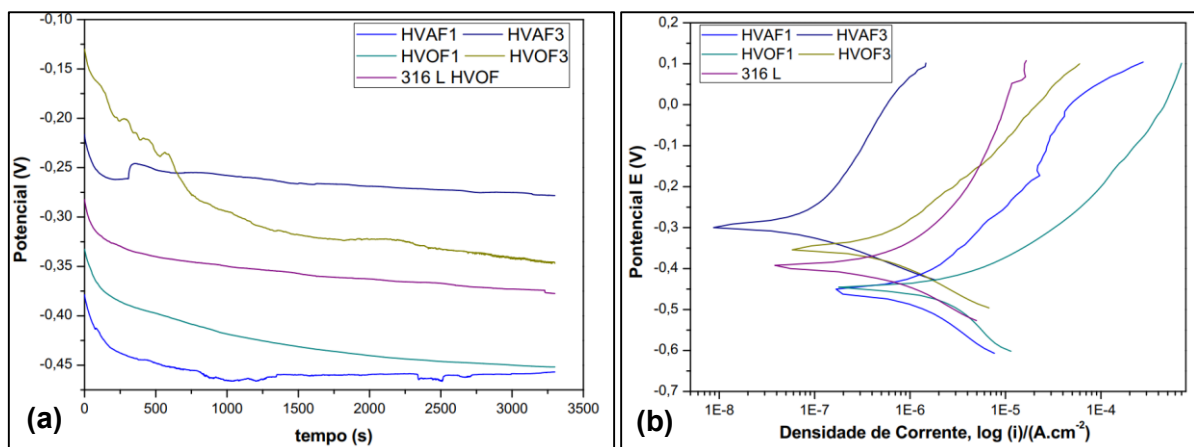 -0,10
-0,15
-0,20
-0,25
-0,30
-0,35
-0,40
-0,45
Potencial (V)
HVAF1 HVAF3
HVOF1 HVOF3
316 L HVOF
0 500 1000 1500 2000 2500 3000 3500
tempo (s)
(a)
0,2
0,1
0,0
-0,1
-0,2
-0,3
-0,4
-0,5
-0,6
-0,7
Pontencial E (V)
HVAF1 HVAF3
HVOF1 HVOF3
316 L
1E-8 1E-7 1E-6 1E-5 1E-4
Densidade de Corrente, log (i)/(A.cm⁻²)
(b)